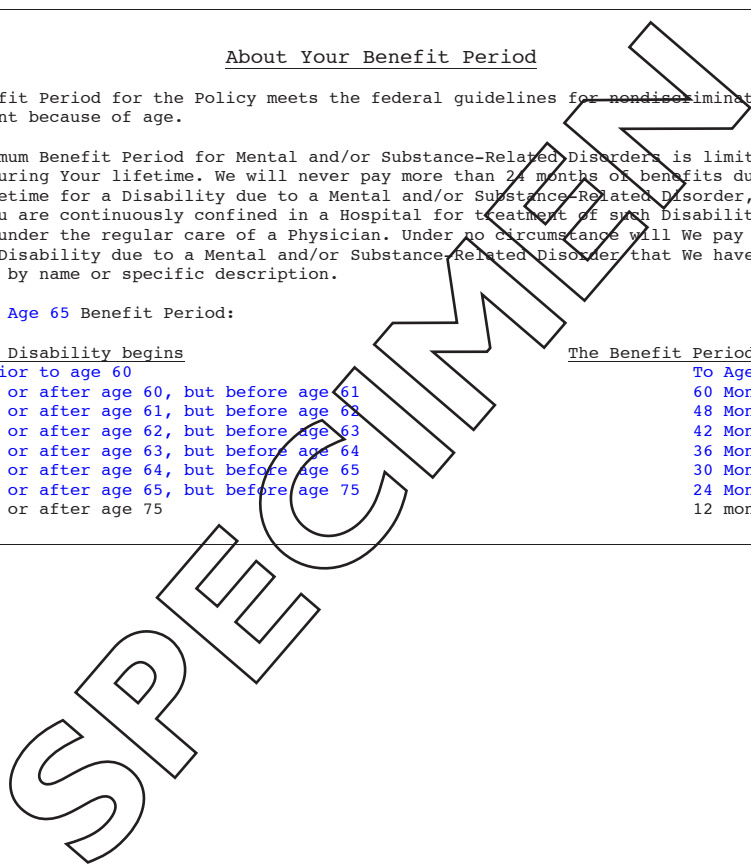 About Your Benefit Period
fit Period for the Policy meets the federal guidelines for nondiscriminat
nt because of age.
mum Benefit Period for Mental and/or Substance-Related Disorders is limit
uring Your lifetime. We will never pay more than 24 months of benefits du
etime for a Disability due to a Mental and/or Substance-Related Disorder,
u are continuously confined in a Hospital for treatment of such Disabilit
under the regular care of a Physician. Under no circumstance will We pay
Disability due to a Mental and/or Substance-Related Disorder that We have
by name or specific description.
Age 65 Benefit Period:
Disability begins The Benefit Period
ior to age 60 To Age
or after age 60, but before age 61 60 Mon
or after age 61, but before age 62 48 Mon
or after age 62, but before age 63 42 Mon
or after age 63, but before age 64 36 Mon
or after age 64, but before age 65 30 Mon
or after age 65, but before age 75 24 Mon
or after age 75 12 mon
SPECIMEN